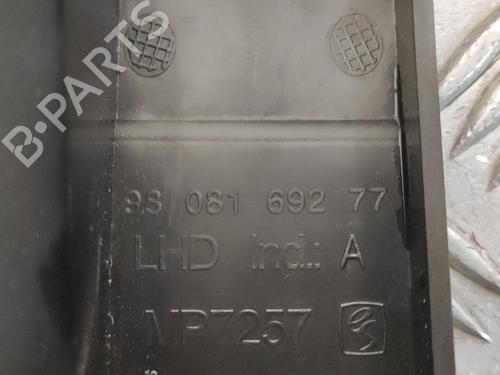 B-PARTS
98 081 692 77
LHD Ind.: A
MP7257